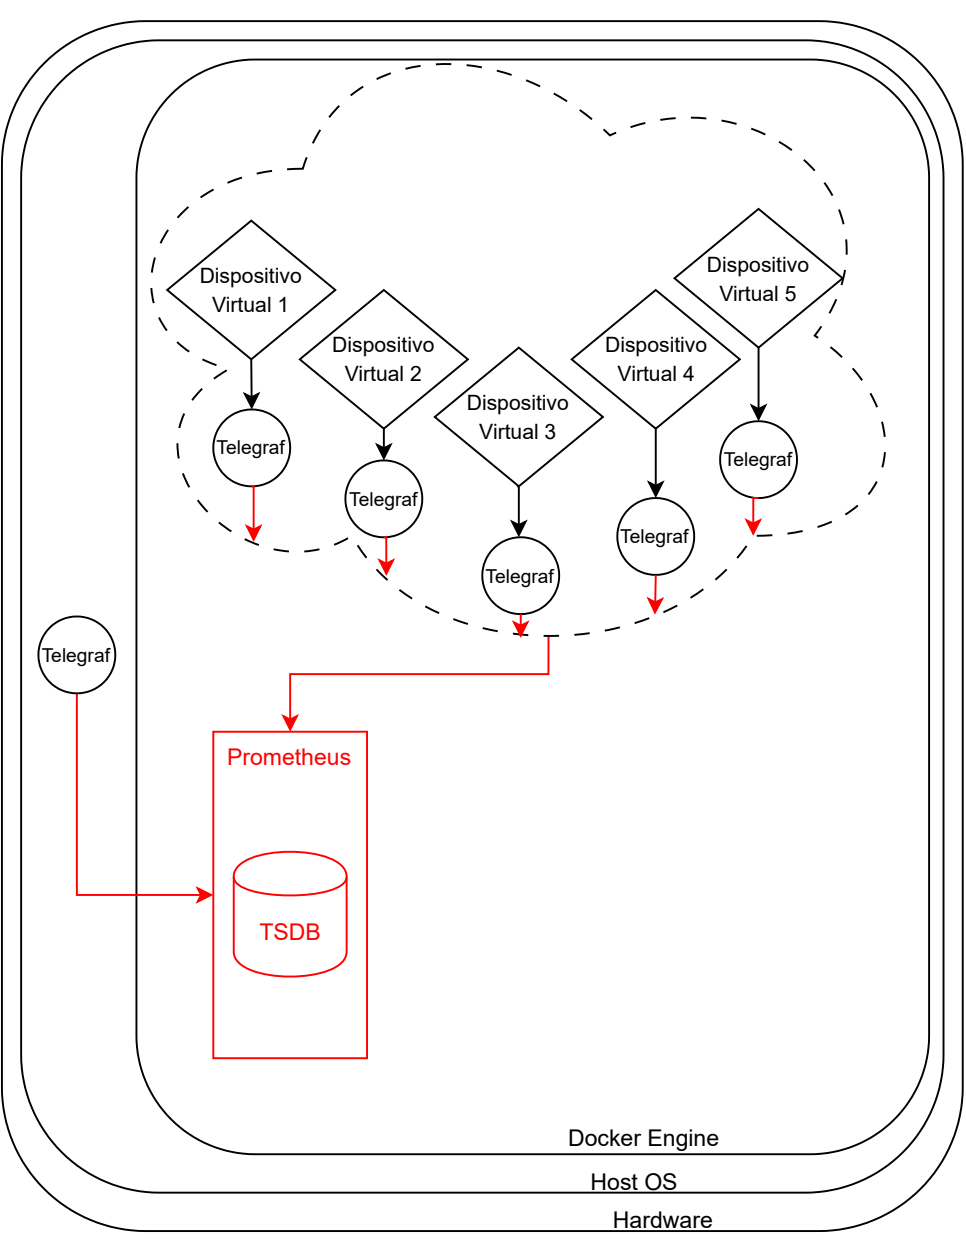 Dispositivo
Virtual 1
Dispositivo
Virtual 2
Dispositivo
Virtual 3
Dispositivo
Virtual 4
Dispositivo
Virtual 5
Telegraf
Telegraf
Telegraf
Telegraf
Telegraf
Telegraf
Prometheus
TSDB
Docker Engine
Host OS
Hardware